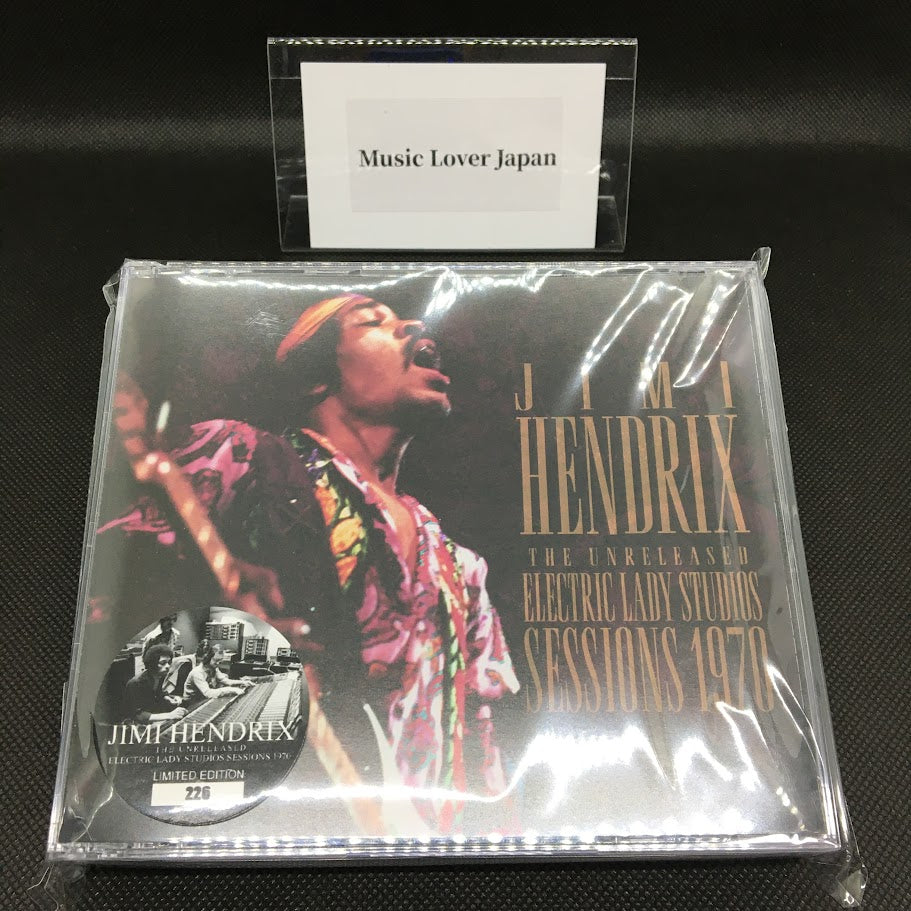 Music Lover Japan
JIMI
HENDRIX
THE UNRELEASED
ELECTRIC LADY STUDIOS
SESSIONS 1970
JIMI HENDRIX
THE UNRELEASED
ELECTRIC LADY STUDIOS SESSIONS 1970
LIMITED EDITION
226